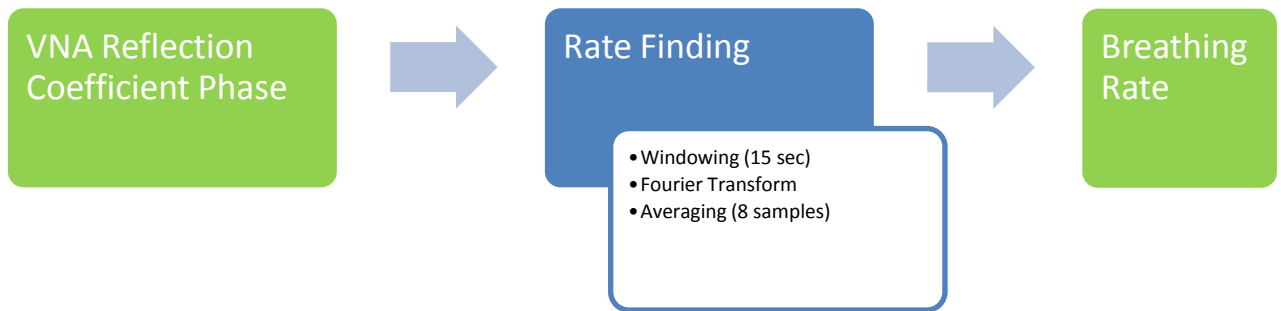 VNA Reflection
Coefficient Phase
Rate Finding
•Windowing (15 sec)
•Fourier Transform
•Averaging (8 samples)
Breathing
Rate